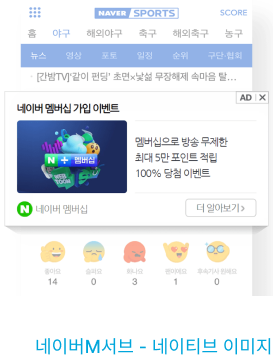 NAVER SPORTS SCORE
홈 야구 해외야구 축구 해외축구 농구
뉴스 영상 포토 일정 순위 구단·협회
· [간밤TV]'같이 펀딩' 초면×낯설 무장해제 속마음 탈…
AD X
네이버 멤버십 가입 이벤트
N + 멤버십
멤버십으로 방송 무제한
최대 5만 포인트 적립
100% 당첨 이벤트
N 네이버 멤버십
더 알아보기>
좋아요 슬퍼요 화나요 팬이에요 후속기사 원해요
14 0 3 1 0
네이버M서브 - 네이티브 이미지